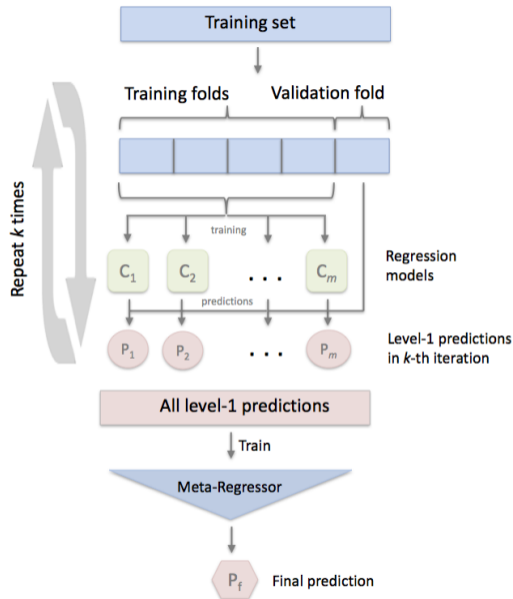 Training set
Training folds Validation fold
Repeat k times
training
C1 C2 . . . Cm
Regression
models
predictions
P1 P2 . . . Pm
Level-1 predictions
in k-th iteration
All level-1 predictions
Train
Meta-Regressor
Pf Final prediction